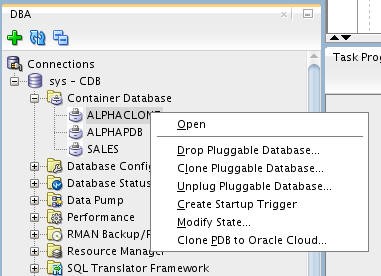 DBA
Task Progr
Connections
sys - CDB
Container Database
ALPHACLONE
Open
ALPHAPDB
SALES
Drop Pluggable Database...
Database Config
Clone Pluggable Database...
Database Status
Unplug Pluggable Database...
Data Pump
Create Startup Trigger
Performance
Modify State...
RMAN Backup/R
Clone PDB to Oracle Cloud...
Resource Manager
SQL Translator Framework